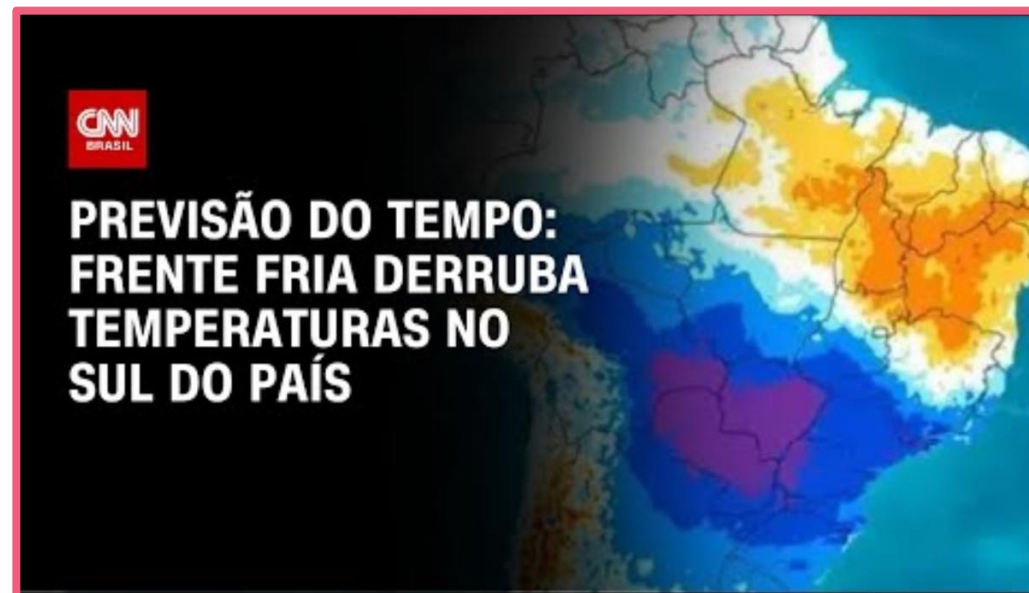 CNN
BRASIL
PREVISÃO DO TEMPO:
FRENTE FRIA DERRUBA
TEMPERATURAS NO
SUL DO PAÍS